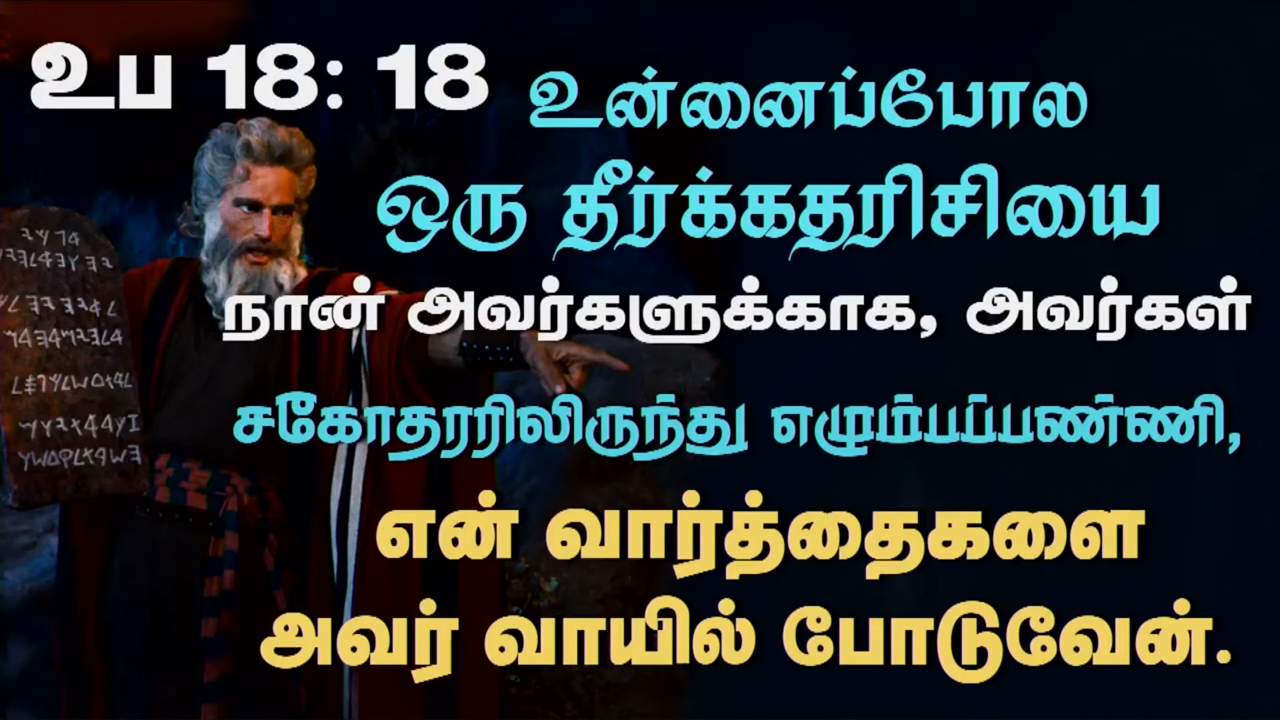 உப 18: 18
உன்னைப்போல
ஒரு தீர்க்கதரிசியை
நான் அவர்களுக்காக, அவர்கள்
சகோதரரிலிருந்து எழும்பப்பண்ணி,
என் வார்த்தைகளை
அவர் வாயில் போடுவேன்.